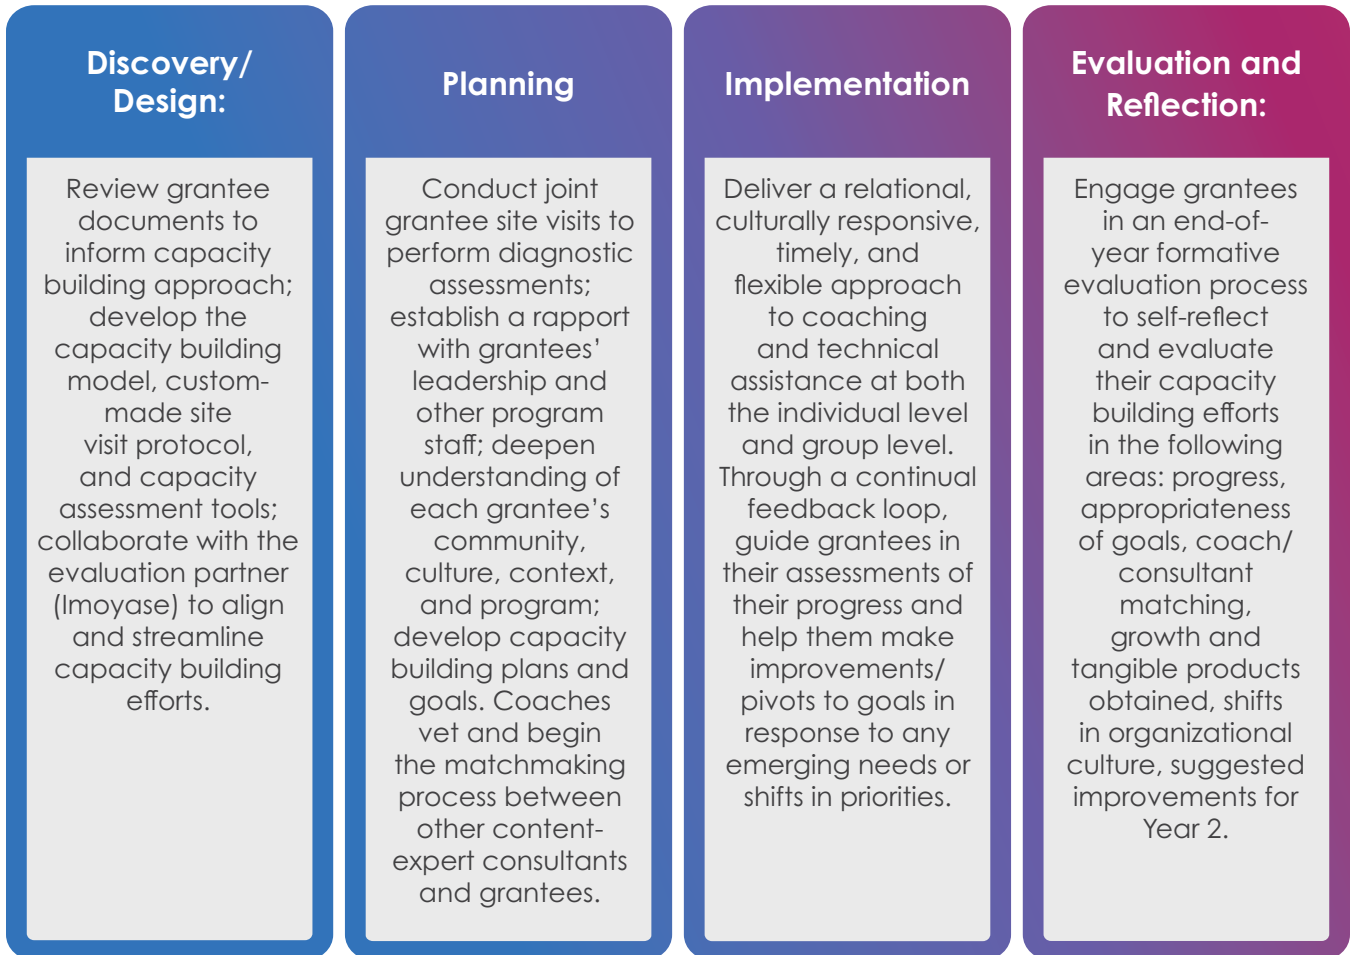 Discovery/
Design:
Review grantee
documents to
inform capacity
building approach;
develop the
capacity building
model, custom-
made site
visit protocol,
and capacity
assessment tools;
collaborate with the
evaluation partner
(Imoyase) to align
and streamline
capacity building
efforts.
Planning
Conduct joint
grantee site visits to
perform diagnostic
assessments;
establish a rapport
with grantees’
leadership and
other program
staff; deepen
understanding of
each grantee’s
community,
culture, context,
and program;
develop capacity
building plans and
goals. Coaches
vet and begin
the matchmaking
process between
other content-
expert consultants
and grantees.
Implementation
Deliver a relational,
culturally responsive,
timely, and
flexible approach
to coaching
and technical
assistance at both
the individual level
and group level.
Through a continual
feedback loop,
guide grantees in
their assessments of
their progress and
help them make
improvements/
pivots to goals in
response to any
emerging needs or
shifts in priorities.
Evaluation and
Reflection:
Engage grantees
in an end-of-
year formative
evaluation process
to self-reflect
and evaluate
their capacity
building efforts
in the following
areas: progress,
appropriateness
of goals, coach/
consultant
matching,
growth and
tangible products
obtained, shifts
in organizational
culture, suggested
improvements for
Year 2.